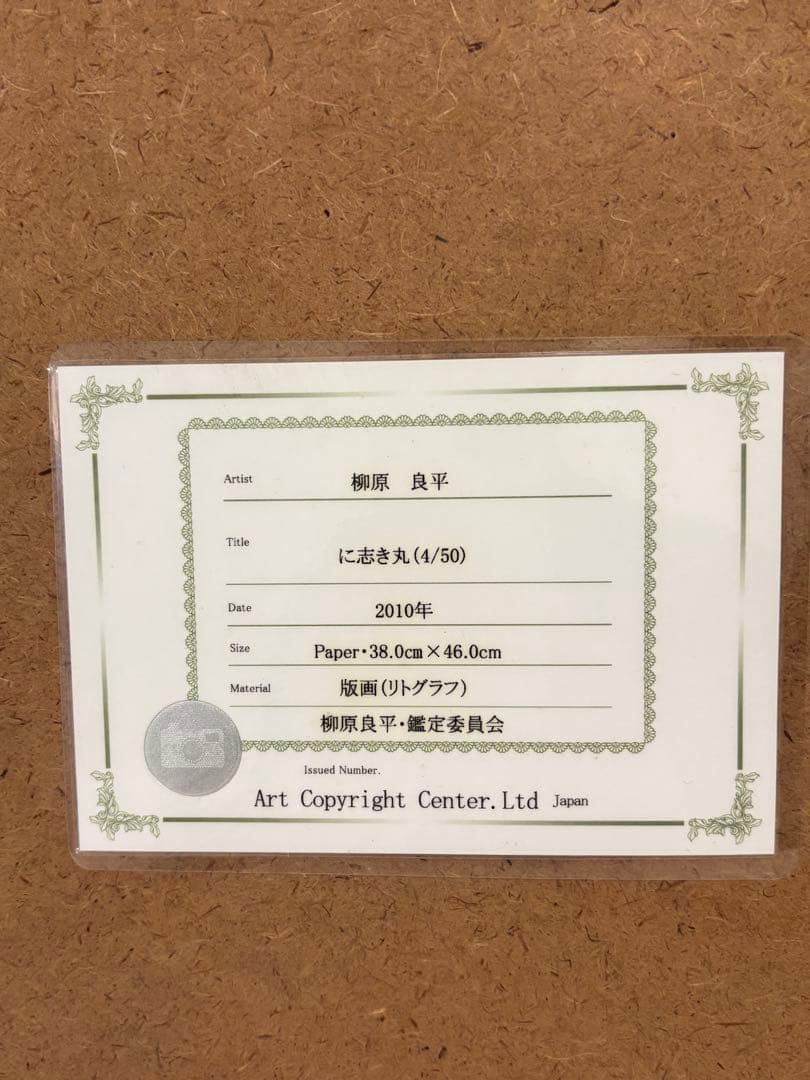 Artist 柳原 良平
Title に志き丸(4/50)
Date 2010年
Size Paper・38.0cm×46.0cm
Material 版画(リトグラフ)
柳原良平・鑑定委員会
Issued Number.
Art Copyright Center.Ltd Japan